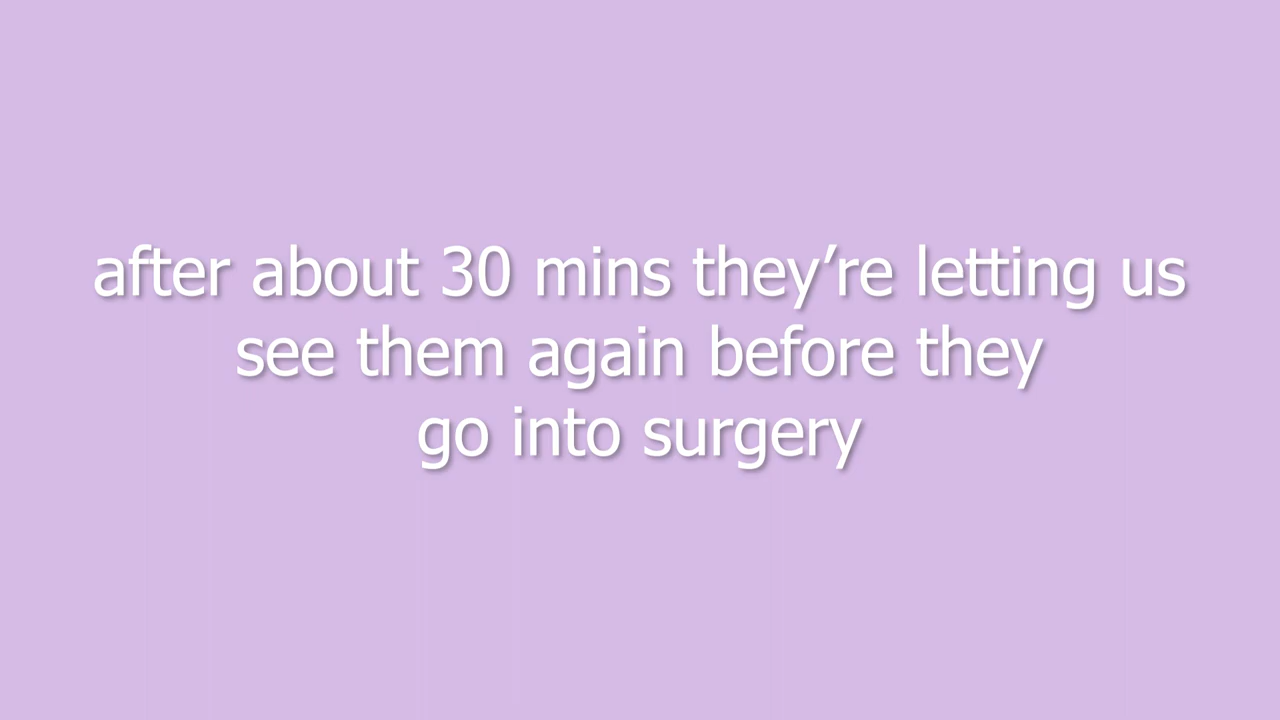 after about 30 mins they’re letting us
see them again before they
go into surgery